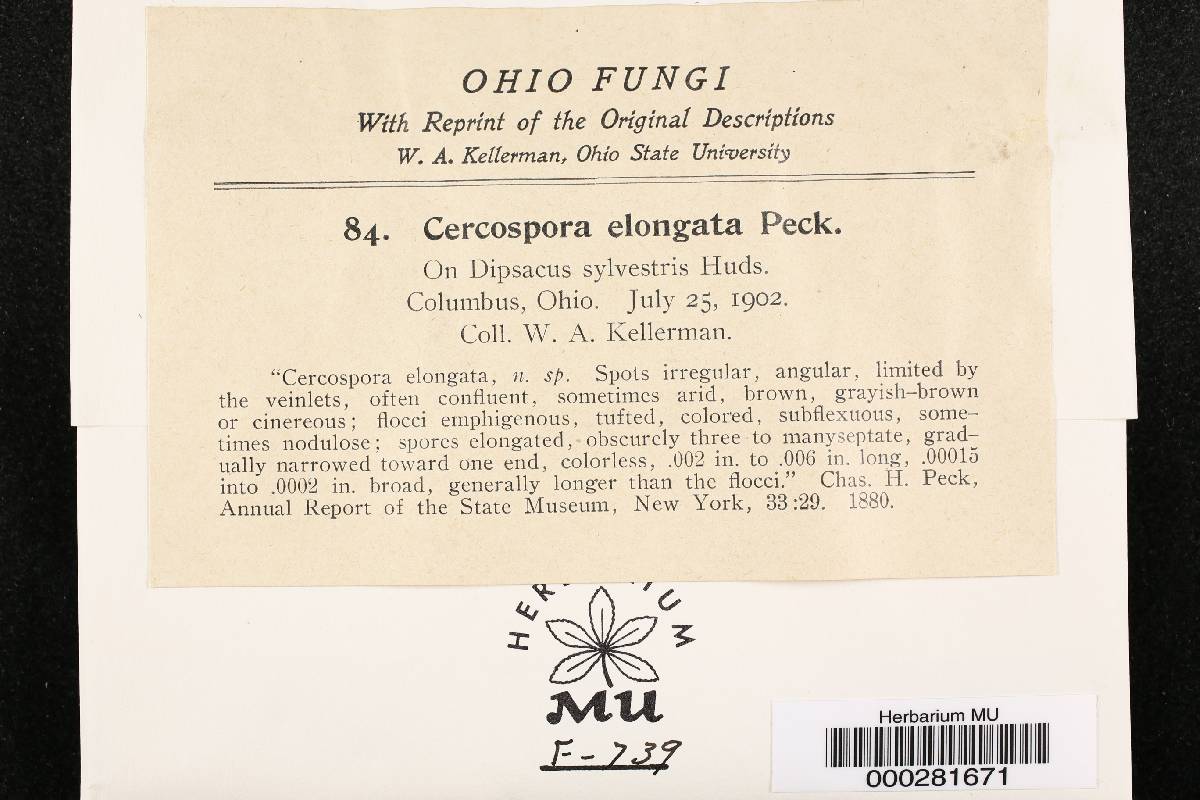 OHIO FUNGI
With Reprint of the Original Descriptions
W. A. Kellerman, Ohio State University
84. Cercospora elongata Peck.
On Dipsacus sylvestris Huds.
Columbus, Ohio. July 25, 1902.
Coll. W. A. Kellerman.
“Cercospora elongata, n. sp. Spots irregular, angular, limited by
the veinlets, often confluent, sometimes arid, brown, grayish-brown
or cinereous; flocci emphigenous, tufted, colored, subflexuous, some-
times nodulose; spores elongated, obscurely three to manyseptate, grad-
ually narrowed toward one end, colorless, .002 in. to .006 in. long, .00015
into .0002 in. broad, generally longer than the flocci.” Chas. H. Peck,
Annual Report of the State Museum, New York, 33:29. 1880.
MU
F-739
Herbarium MU
000281671